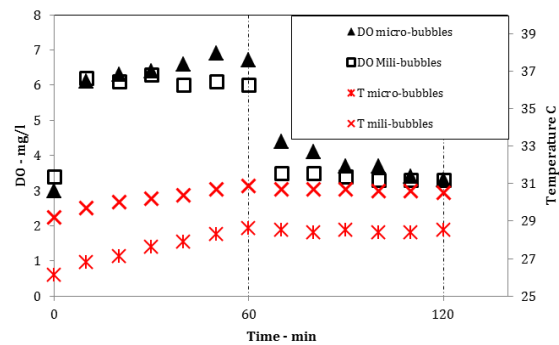 DO micro-bubbles
DO Mili-bubbles
T micro-bubbles
T mili-bubbles
8
7
6
5
4
3
2
1
0
DO - mg/l
39
37
35
33
31
29
27
25
Temperature C
0
60
120
Time - min